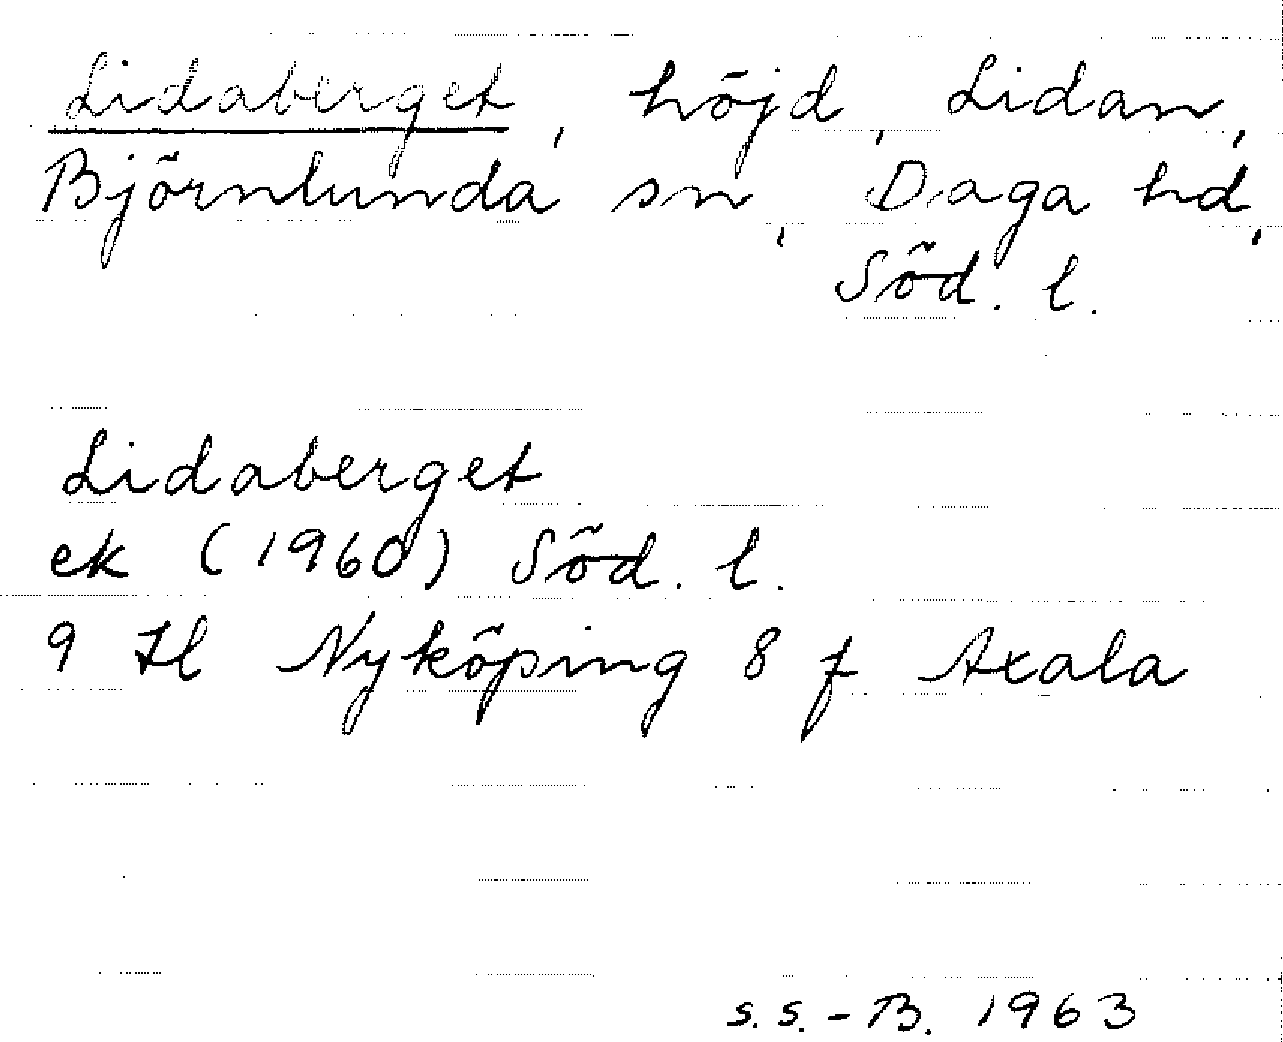 Lidaberget, höjd, Lidan,
Björnlunda sn, Daga hd,
Söd. l.
Lidaberget
ek (1960) Söd. l.
9 H Nyköping 8 f Axala
S.S.-B. 1963